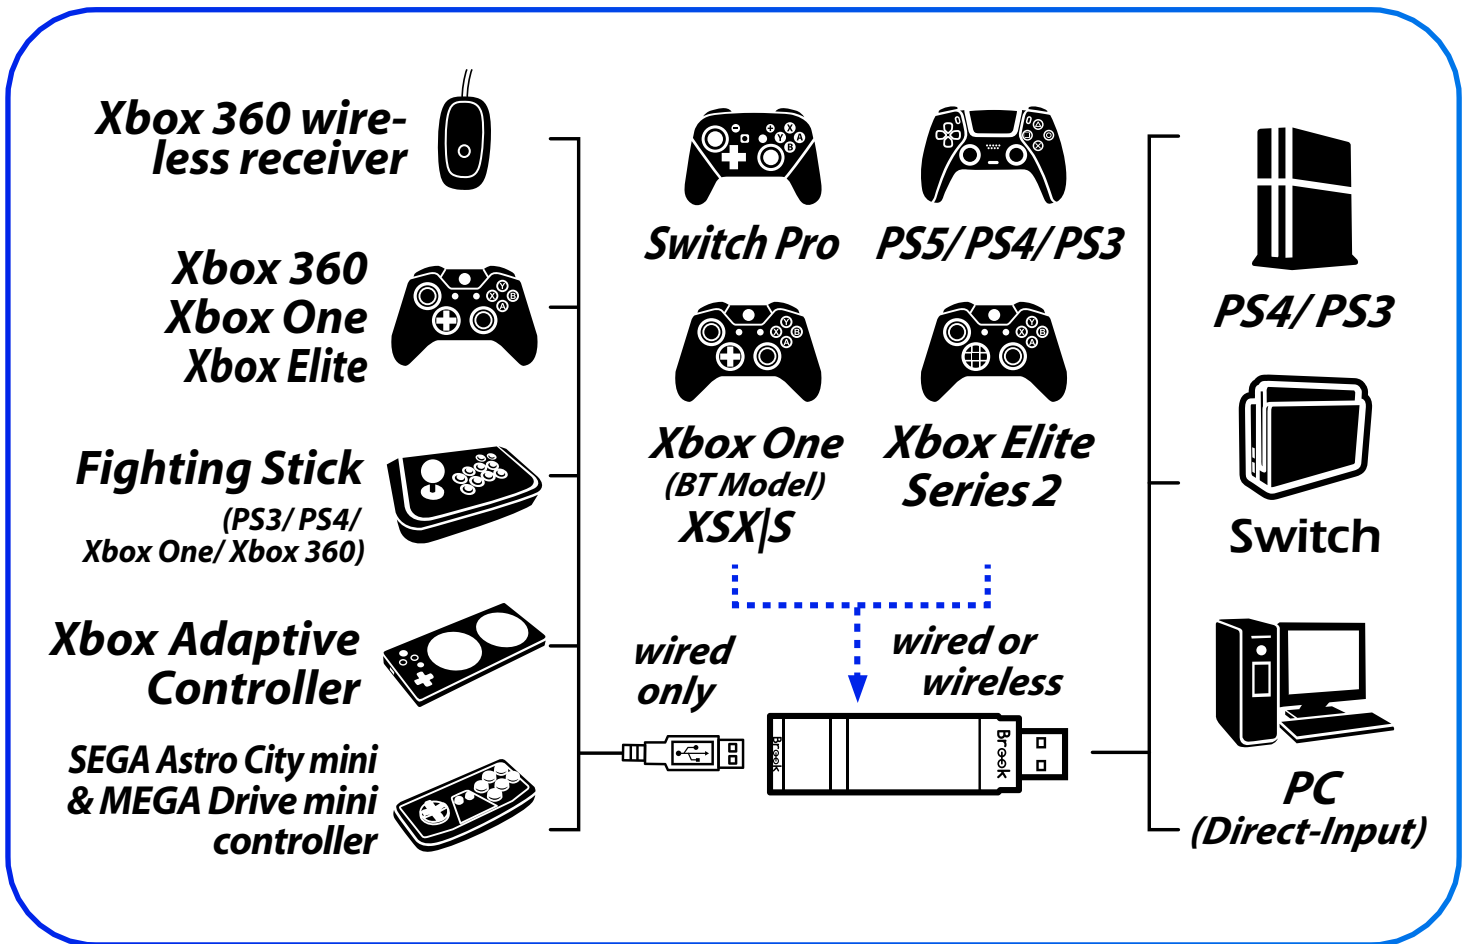 Xbox 360 wire-
less receiver
Xbox 360
Xbox One
Xbox Elite
Fighting Stick
(PS3/ PS4/
Xbox One/ Xbox 360)
Xbox Adaptive
Controller
SEGA Astro City mini
& MEGA Drive mini
controller
Switch Pro
PS5/ PS4/ PS3
Xbox One
(BT Model)
XSX|S
Xbox Elite
Series 2
wired
only
wired or
wireless
Brook
Brook
PS4/ PS3
Switch
PC
(Direct-Input)